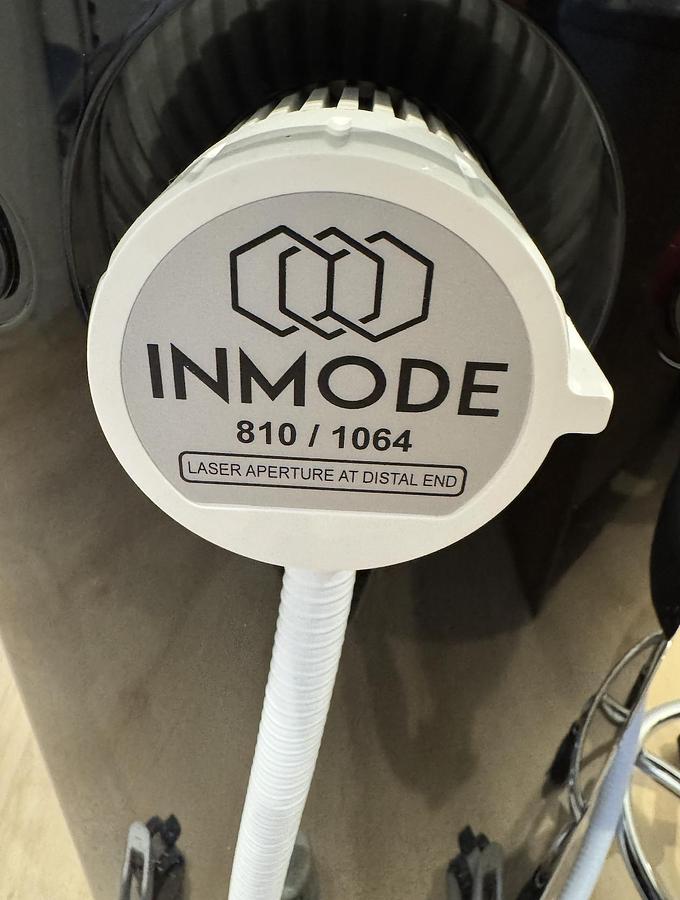 INMODE
810 / 1064
LASER APERTURE AT DISTAL END